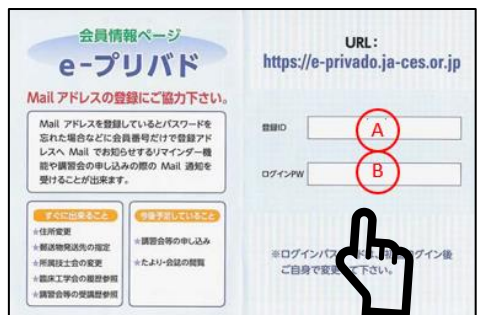 会員情報ページ
e-プリバド
Mail アドレスの登録にご協力下さい。
Mail アドレスを登録しているとパスワードを
忘れた場合などに会員番号だけで登録アド
レスへ Mail でお知らせするリマインダー機
能や講習会の申し込みの際の Mail 通知を
受けることが出来ます。
すぐに出来ること
★住所変更
★郵送物発送先の指定
★所属技士会の変更
★臨床工学会の履歴参照
★講習会等の受講歴参照
今後予定していること
★講習会等の申し込み
★たより・会誌の閲覧
URL:
https://e-privado.ja-ces.or.jp
登録ID
A
ログインPW
B
※ログインパス
グイン後
ご自身で変更
て下さい。